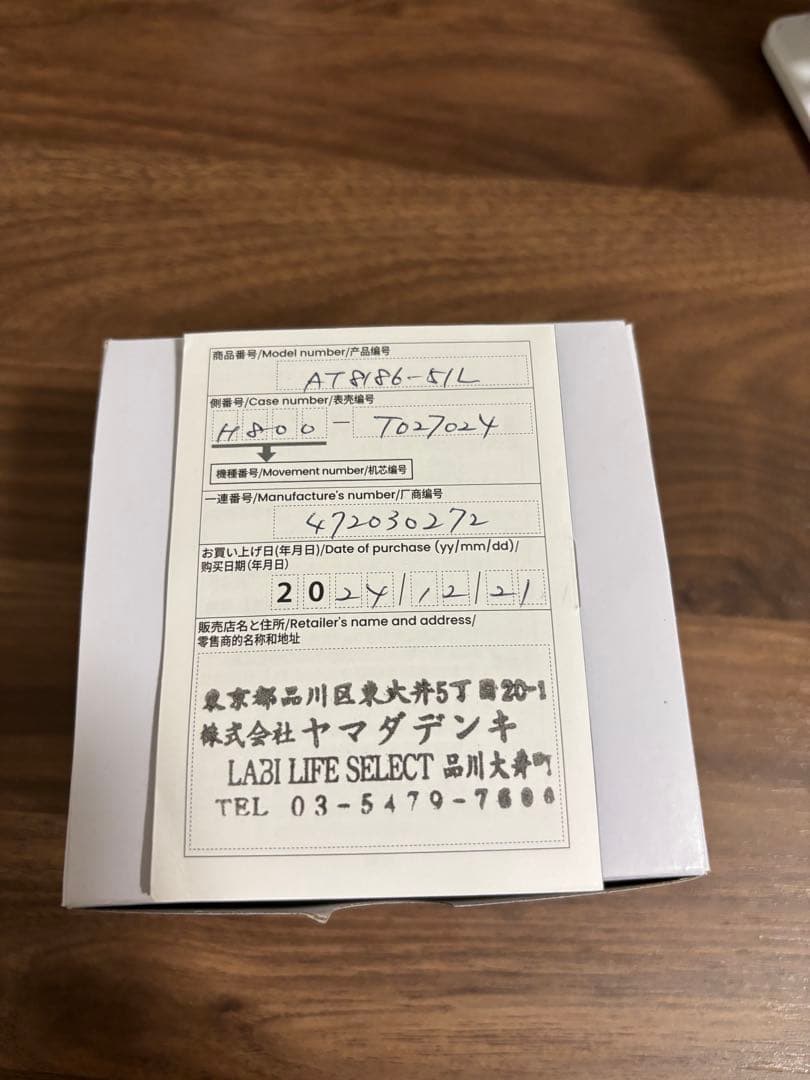 商品番号/Model number/产品编号
AT8186-51L
側番号/Case number/表壳编号
H800 - T027024
機種番号/Movement number/机芯编号
一連番号/Manufacture's number/厂商编号
472030272
お買い上げ日(年月日)/Date of purchase (yy/mm/dd)/
购买日期(年月日)
2024/12/21
販売店名と住所/Retailer's name and address/
零售商的名称和地址
東京都品川区東大井5丁目20-1
株式会社ヤマダデンキ
LABI LIFE SELECT 品川大井町
TEL 03-5479-